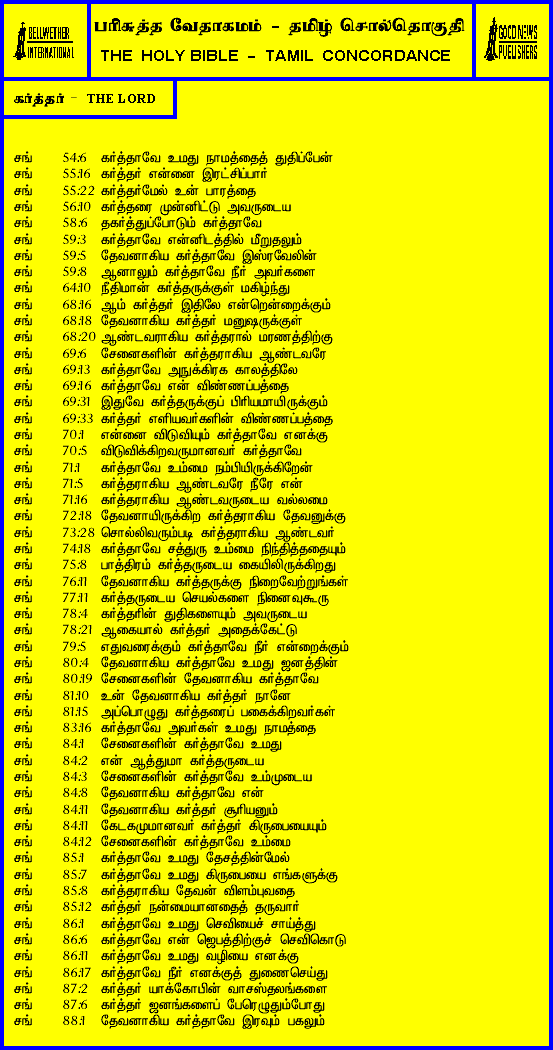 BELLWETHER INTERNATIONAL
பரிசுத்த வேதாகமம் - தமிழ் சொல்தொகுதி
THE HOLY BIBLE - TAMIL CONCORDANCE
GOOD NEWS PUBLISHERS
கர்த்தர் - THE LORD
சங் 54:6 கர்த்தாவே உமது நாமத்தைத் துதிப்பேன்
சங் 55:16 கர்த்தர் என்னை இரட்சிப்பார்
சங் 55:22 கர்த்தர்மேல் உன் பாரத்தை
சங் 56:10 கர்த்தரை முன்னிட்டு அவருடைய
சங் 58:6 தகர்த்துப்போடும் கர்த்தாவே
சங் 59:3 கர்த்தாவே என்னிடத்தில் மீறுதலும்
சங் 59:5 தேவனாகிய கர்த்தாவே இஸ்ரவேலின்
சங் 59:8 ஆனாலும் கர்த்தாவே நீர் அவர்களை
சங் 64:10 நீதிமான் கர்த்தருக்குள் மகிழ்ந்து
சங் 68:16 ஆம் கர்த்தர் இதிலே என்றென்றைக்கும்
சங் 68:18 தேவனாகிய கர்த்தர் மனுஷருக்குள்
சங் 68:20 ஆண்டவராகிய கர்த்தரால் மரணத்திற்கு
சங் 69:6 சேனைகளின் கர்த்தராகிய ஆண்டவரே
சங் 69:13 கர்த்தாவே அநுக்கிரக காலத்திலே
சங் 69:16 கர்த்தாவே என் விண்ணப்பத்தை
சங் 69:31 இதுவே கர்த்தருக்குப் பிரியமாயிருக்கும்
சங் 69:33 கர்த்தர் எளியவர்களின் விண்ணப்பத்தை
சங் 70:1 என்னை விடுவியும் கர்த்தாவே எனக்கு
சங் 70:5 விடுவிக்கிறவருமானவர் கர்த்தாவே
சங் 71:1 கர்த்தாவே உம்மை நம்பியிருக்கிறேன்
சங் 71:5 கர்த்தராகிய ஆண்டவரே நீரே என்
சங் 71:16 கர்த்தராகிய ஆண்டவருடைய வல்லமை
சங் 72:18 தேவனாயிருக்கிற கர்த்தராகிய தேவனுக்கு
சங் 73:28 சொல்லிவரும்படி கர்த்தராகிய ஆண்டவர்
சங் 74:18 கர்த்தாவே சத்துரு உம்மை நிந்தித்ததையும்
சங் 75:8 பாத்திரம் கர்த்தருடைய கையிலிருக்கிறது
சங் 76:11 தேவனாகிய கர்த்தருக்கு நிறைவேற்றுங்கள்
சங் 77:11 கர்த்தருடைய செயல்களை நினைவுகூரு
சங் 78:4 கர்த்தரின் துதிகளையும் அவருடைய
சங் 78:21 ஆகையால் கர்த்தர் அதைக்கேட்டு
சங் 79:5 எதுவரைக்கும் கர்த்தாவே நீர் என்றைக்கும்
சங் 80:4 தேவனாகிய கர்த்தாவே உமது ஜனத்தின்
சங் 80:19 சேனைகளின் தேவனாகிய கர்த்தாவே
சங் 81:10 உன் தேவனாகிய கர்த்தர் நானே
சங் 81:15 அப்பொழுது கர்த்தரைப் பகைக்கிறவர்கள்
சங் 83:16 கர்த்தாவே அவர்கள் உமது நாமத்தை
சங் 84:1 சேனைகளின் கர்த்தாவே உமது
சங் 84:2 என் ஆத்துமா கர்த்தருடைய
சங் 84:3 சேனைகளின் கர்த்தாவே உம்முடைய
சங் 84:8 தேவனாகிய கர்த்தாவே என்
சங் 84:11 தேவனாகிய கர்த்தர் சூரியனும்
சங் 84:11 கேடகமுமானவர் கர்த்தர் கிருபையையும்
சங் 84:12 சேனைகளின் கர்த்தாவே உம்மை
சங் 85:1 கர்த்தாவே உமது தேசத்தின்மேல்
சங் 85:7 கர்த்தாவே உமது கிருபையை எங்களுக்கு
சங் 85:8 கர்த்தராகிய தேவன் விளம்புவதை
சங் 85:12 கர்த்தர் நன்மையானதைத் தருவார்
சங் 86:1 கர்த்தாவே உமது செவியைச் சாய்த்து
சங் 86:6 கர்த்தாவே என் ஜெபத்திற்குச் செவிகொடு
சங் 86:11 கர்த்தாவே உமது வழியை எனக்கு
சங் 86:17 கர்த்தாவே நீர் எனக்குத் துணைசெய்து
சங் 87:2 கர்த்தர் யாக்கோபின் வாசஸ்தலங்களை
சங் 87:6 கர்த்தர் ஜனங்களைப் பேரெழுதும்போது
சங் 88:1 தேவனாகிய கர்த்தாவே இரவும் பகலும்